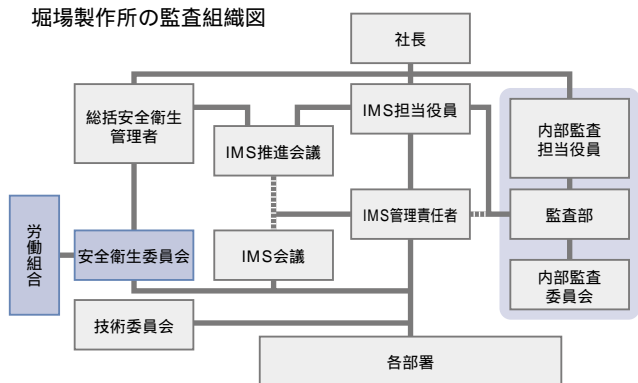 堀場製作所の監査組織図
社長
総括安全衛生
管理者
IMS担当役員
内部監査
担当役員
IMS推進会議
労働組合
安全衛生委員会
IMS会議
IMS管理責任者
監査部
内部監査
委員会
技術委員会
各部署